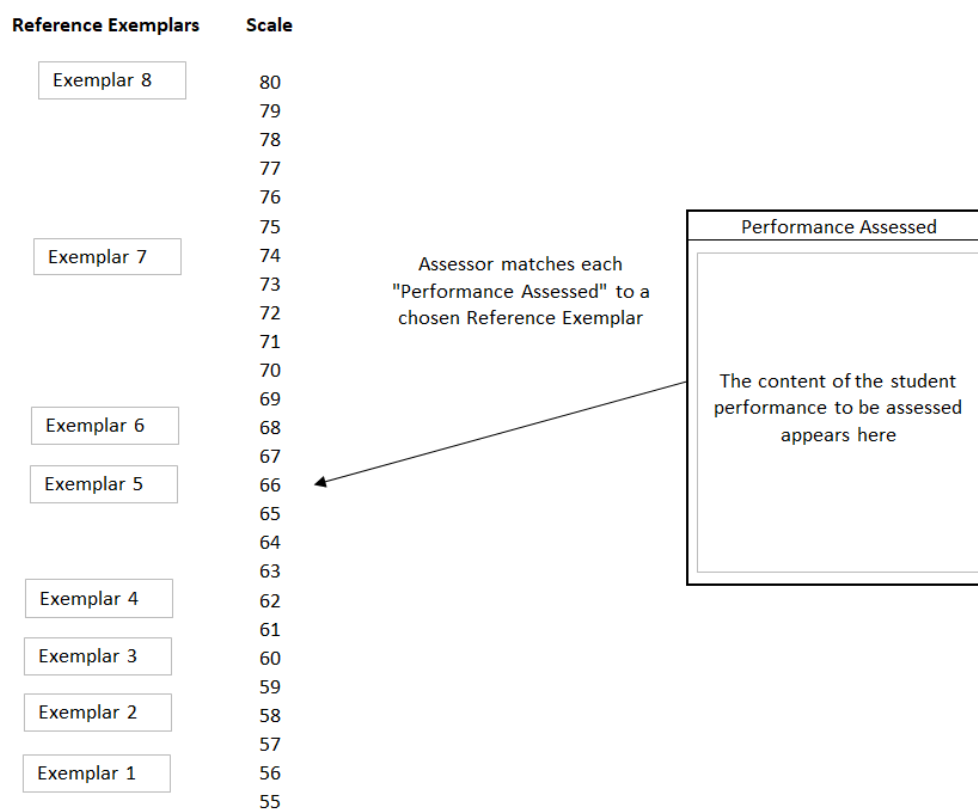 Reference Exemplars Scale
Exemplar 8 80
79
78
77
76
75
Exemplar 7 74
73
72
71
70
69
Exemplar 6 68
67
Exemplar 5 66
65
64
63
Exemplar 4 62
61
Exemplar 3 60
59
Exemplar 2 58
57
Exemplar 1 56
55
Assessor matches each
"Performance Assessed" to a
chosen Reference Exemplar
Performance Assessed
The content of the student
performance to be assessed
appears here